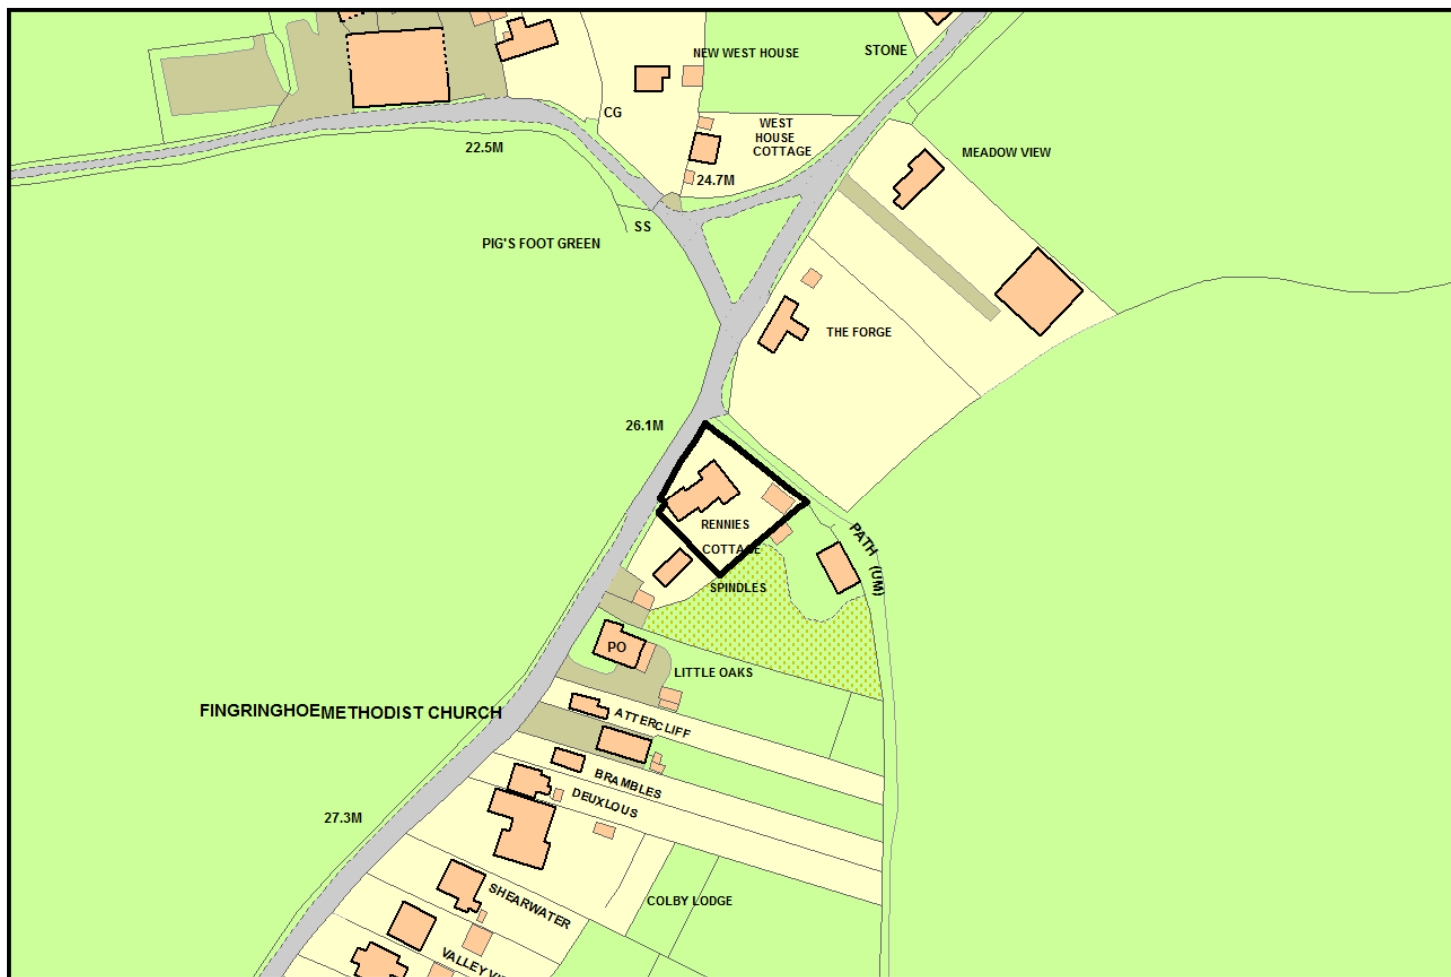 NEW WEST HOUSE
STONE
CG
WEST
HOUSE
COTTAGE
22.5M
MEADOW VIEW
24.7M
SS
PIG'S FOOT GREEN
THE FORGE
26.1M
RENNIES
COTTAGE
PATH (UM)
SPINDLES
PO
LITTLE OAKS
FINGRINGHOE METHODIST CHURCH
ATTERCLIFF
BRAMBLES
DEUXLOUS
27.3M
SHEARWATER
COLBY LODGE